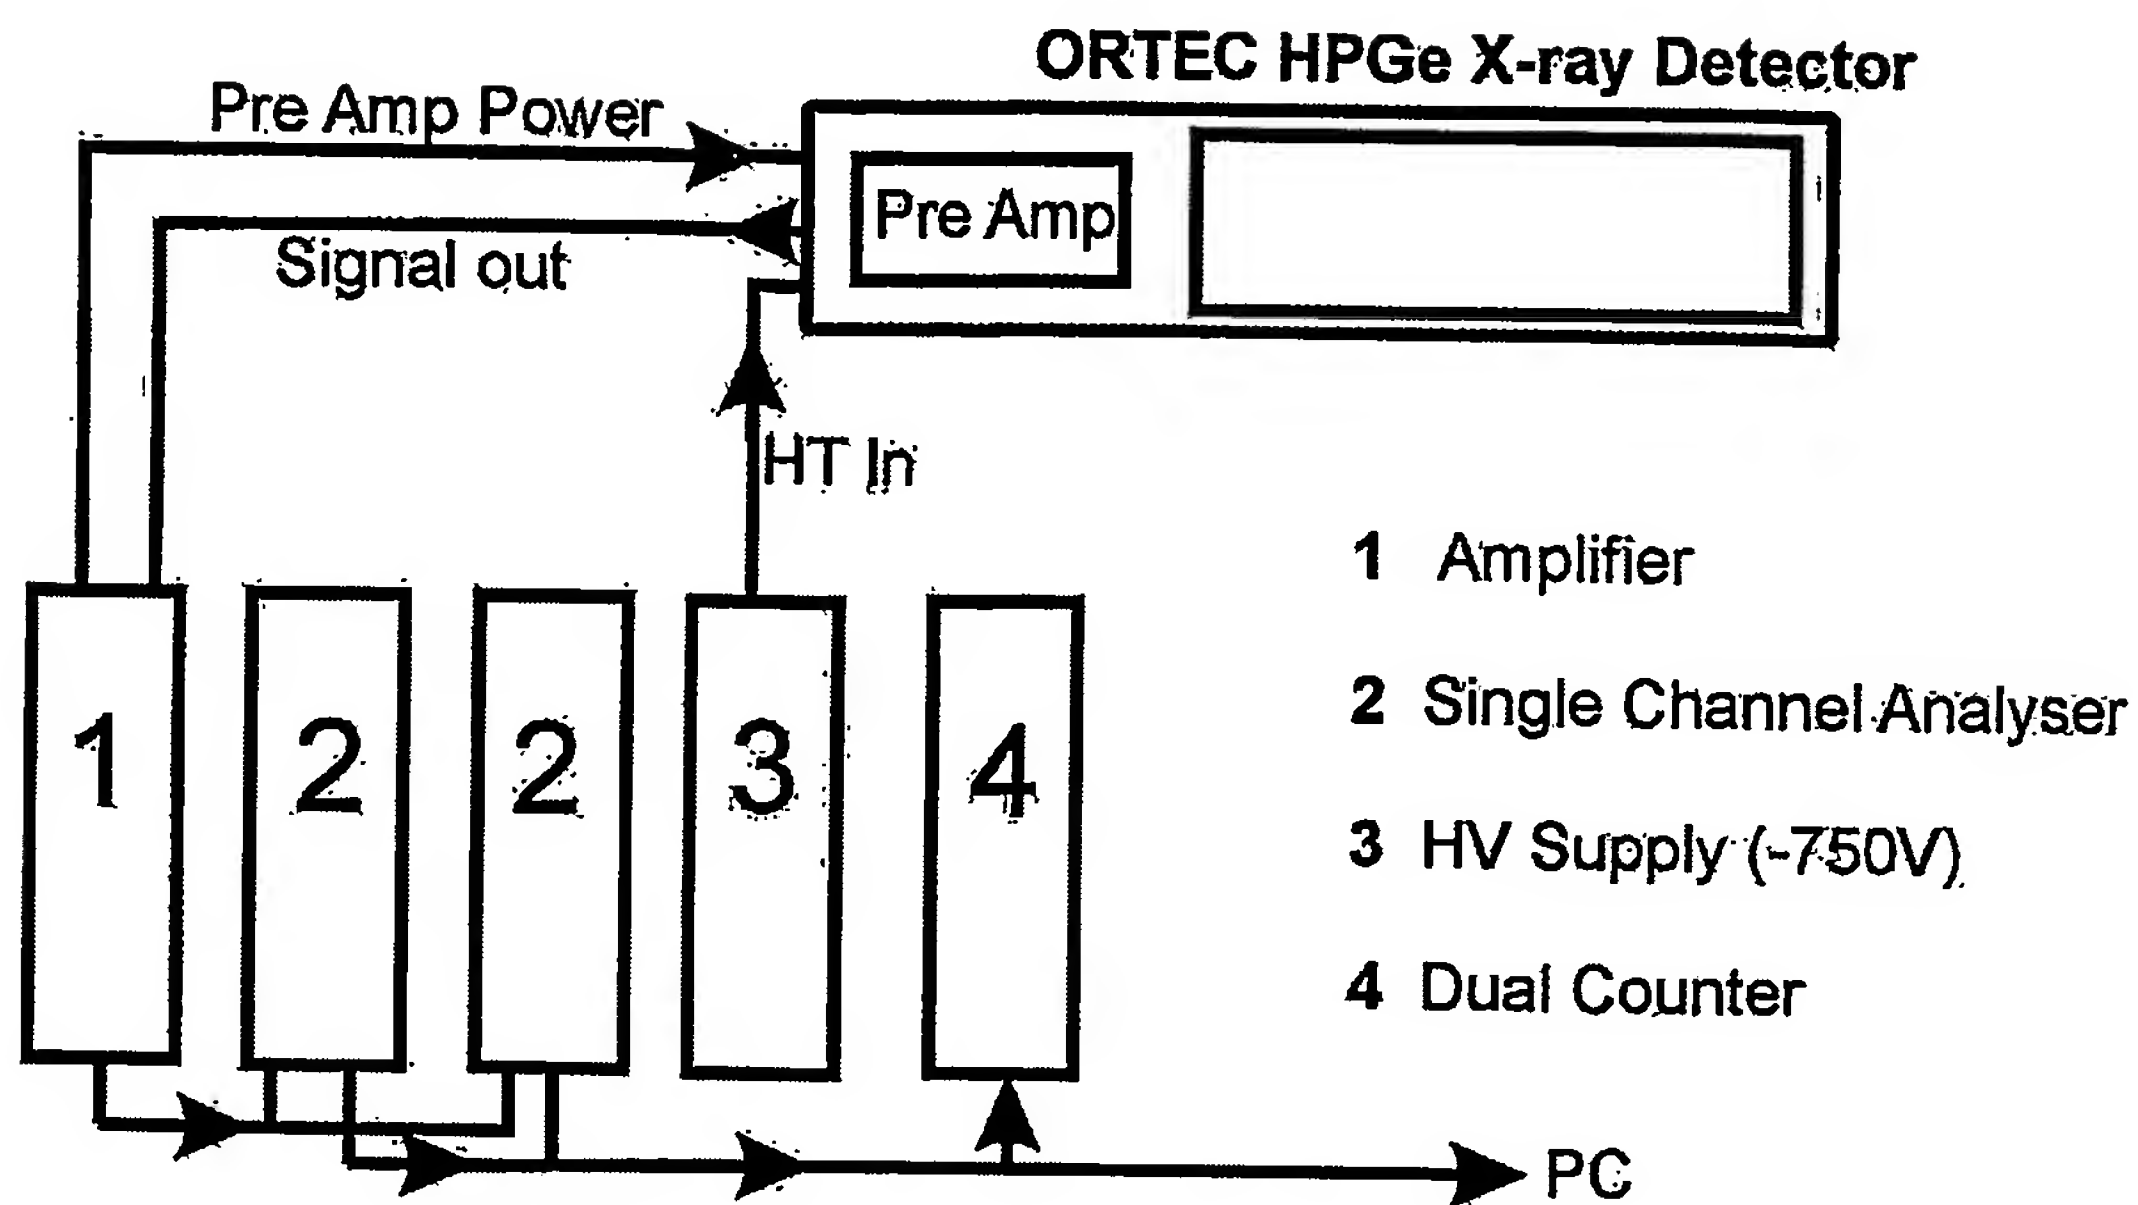 ORTEC HPGe X-ray Detector
Pre Amp Power
Pre Amp
Signal out
HT In
1 Amplifier
2 Single Channel Analyser
3 HV Supply (-750V)
4 Dual Counter
1
2
2
3
4
PC